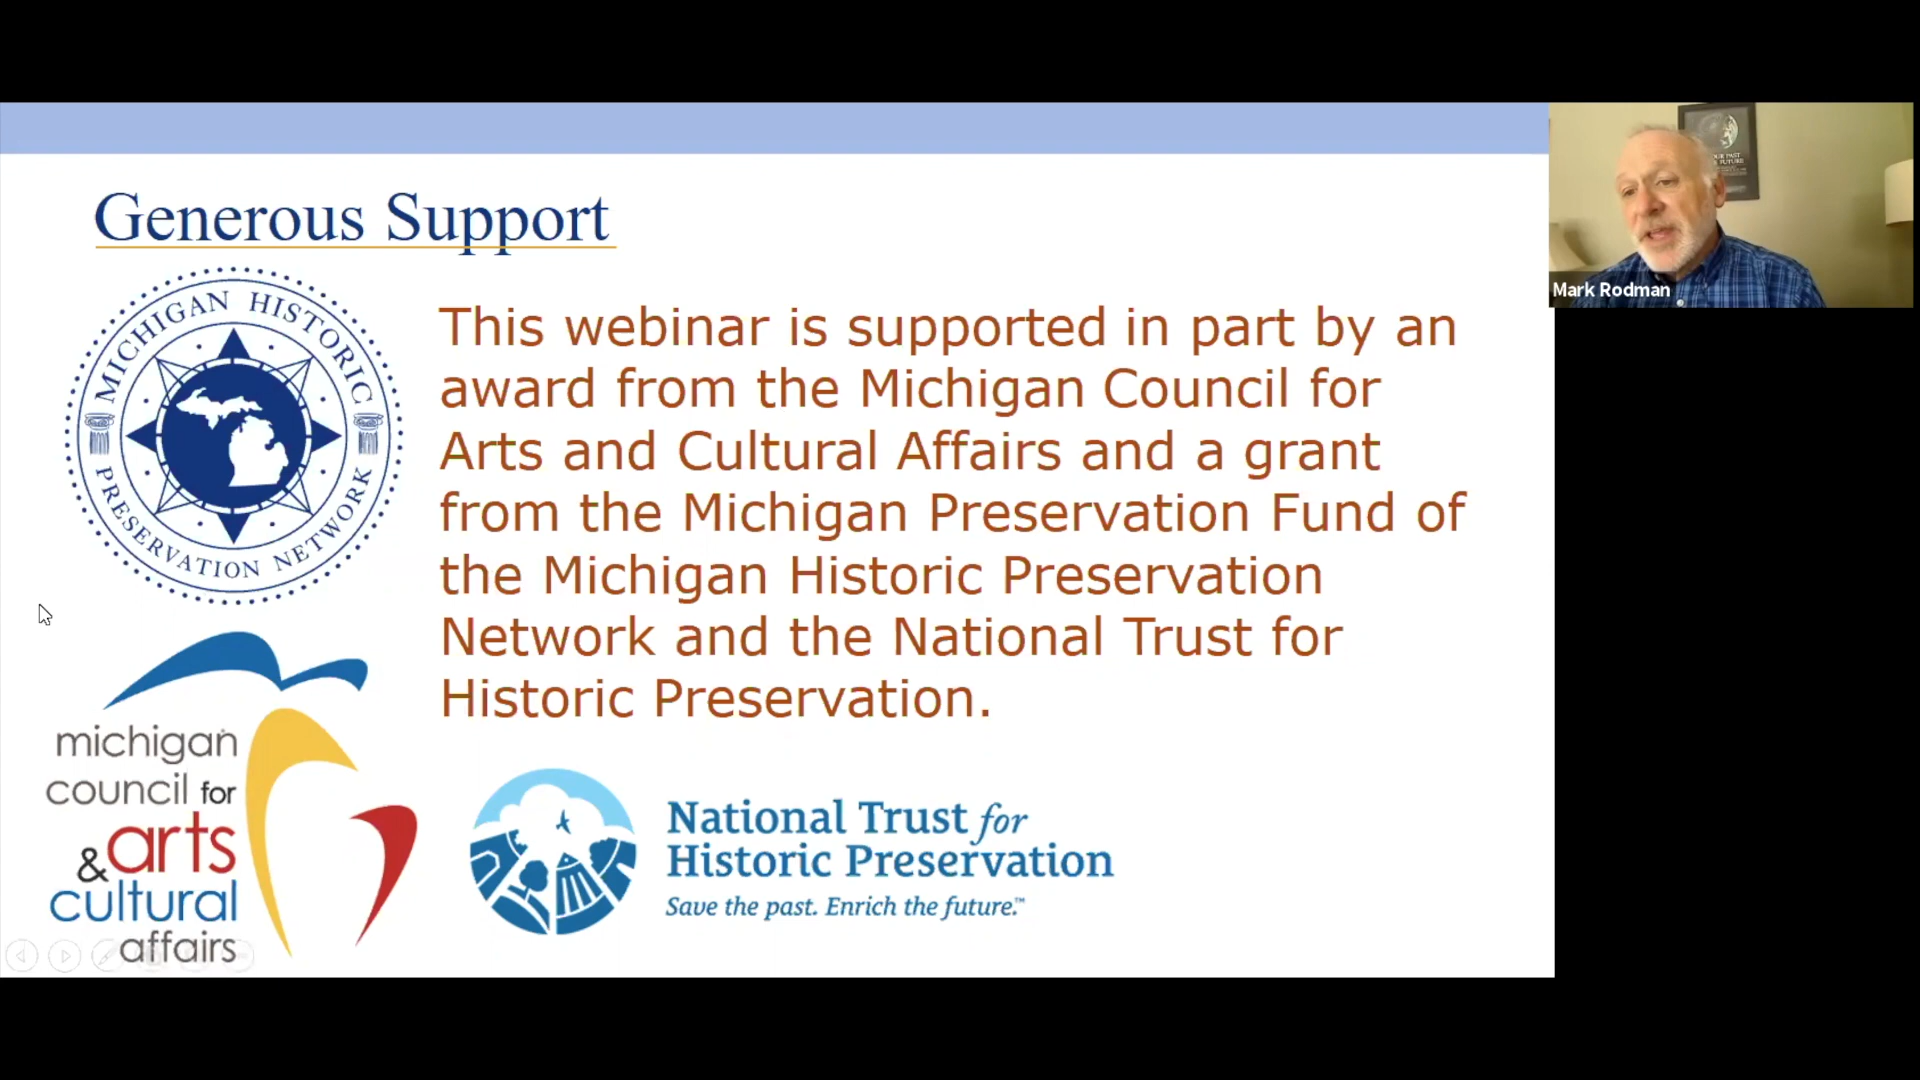 Generous Support
MICHIGAN HISTORIC
PRESERVATION NETWORK
This webinar is supported in part by an
award from the Michigan Council for
Arts and Cultural Affairs and a grant
from the Michigan Preservation Fund of
the Michigan Historic Preservation
Network and the National Trust for
Historic Preservation.
michigan
council for
&arts
cultural
affairs
National Trust for
Historic Preservation
Save the past. Enrich the future.™
Mark Rodman